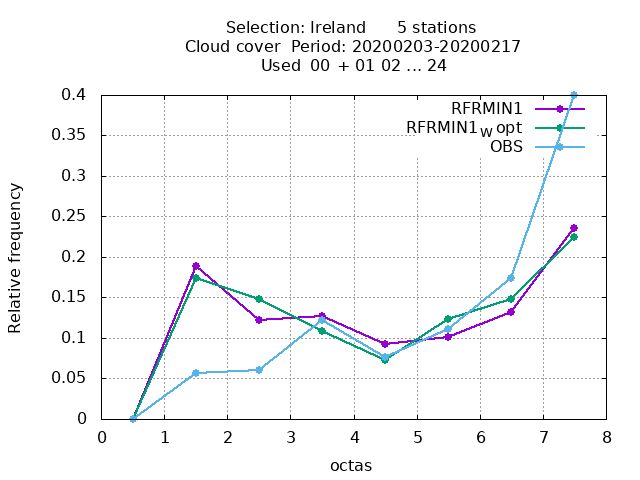 Selection: Ireland 5 stations
Cloud cover Period: 20200203-20200217
Used 00 + 01 02 ... 24
RFRMIN1
RFRMIN1w opt
OBS
0.4
0.35
0.3
0.25
0.2
0.15
0.1
0.05
0
Relative frequency
0 1 2 3 4 5 6 7 8
octas